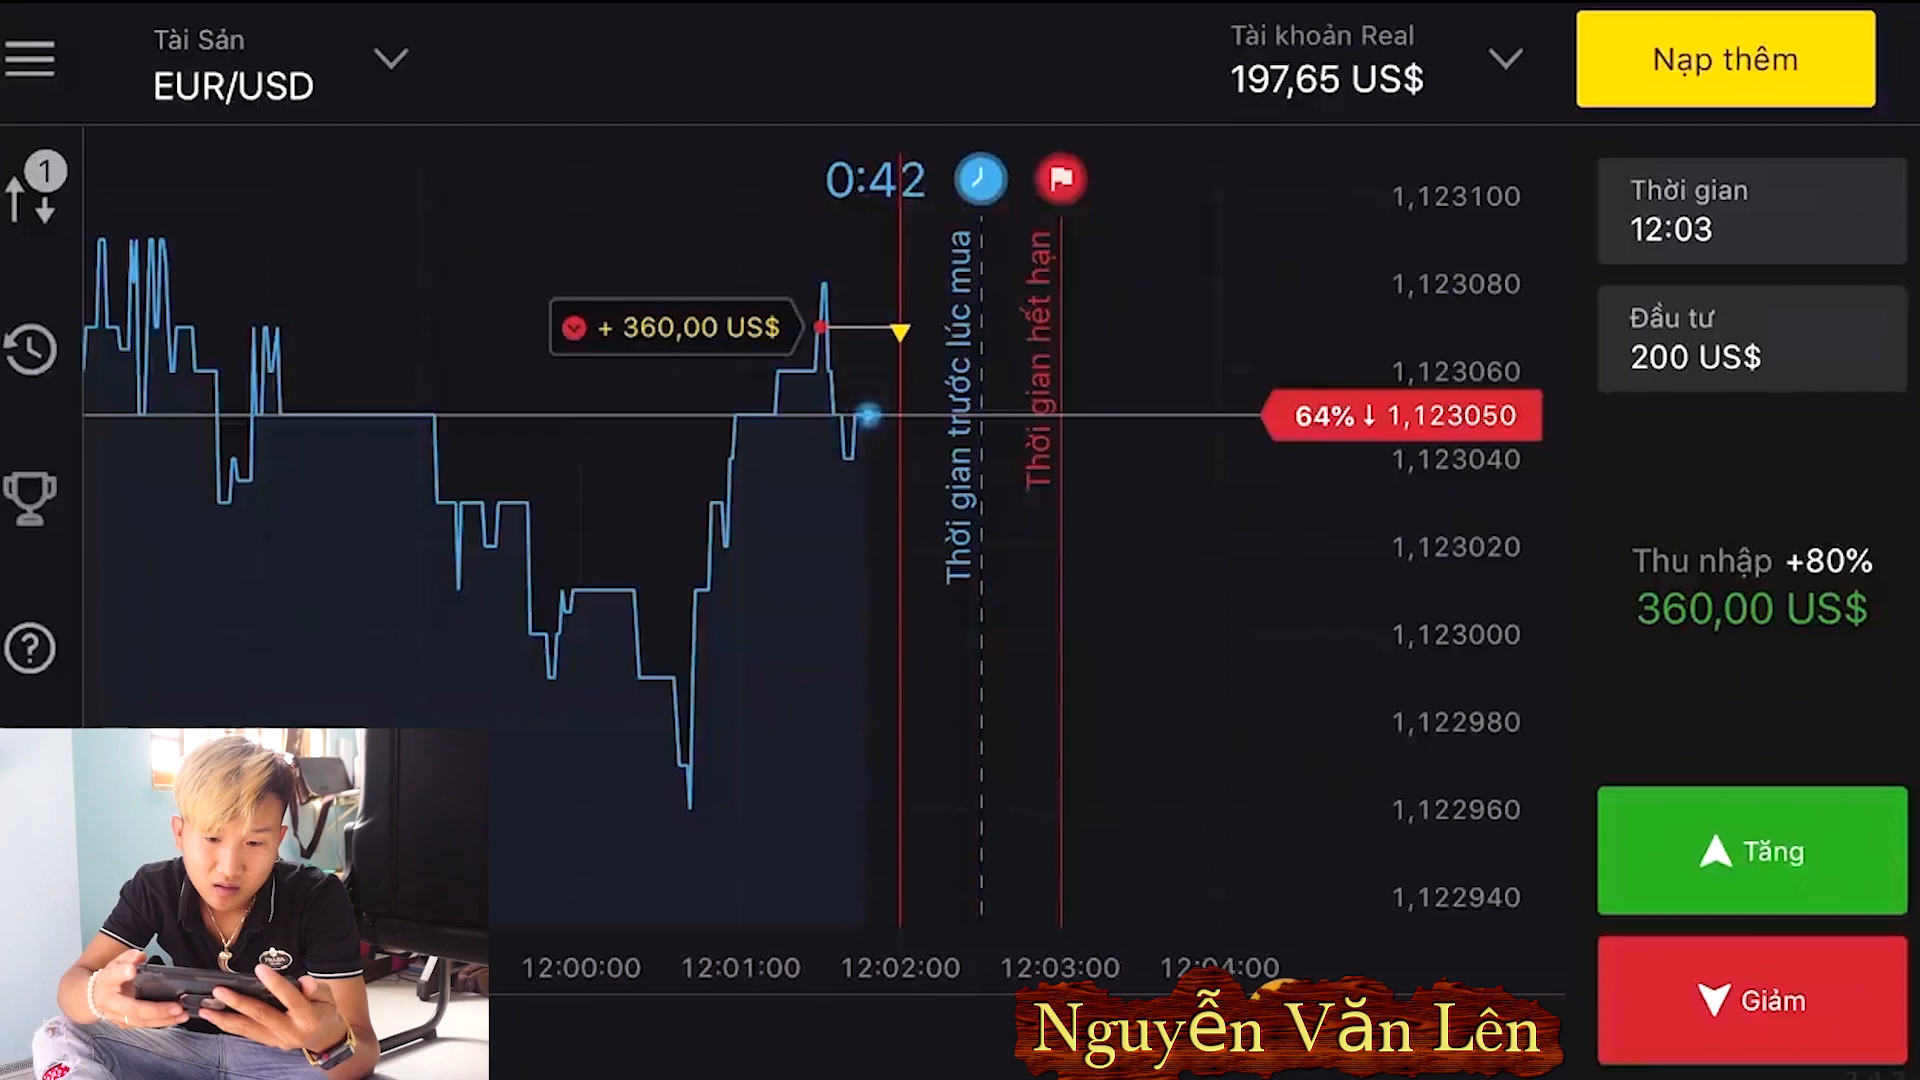 Tài Sản
EUR/USD
Tài khoản Real
197,65 US$
Nạp thêm
1
0:42
Thời gian trước lúc mua
Thời gian hết hạn
+ 360,00 US$
1,123100
1,123080
1,123060
64% ↓ 1,123050
1,123040
1,123020
1,123000
1,122980
1,122960
1,122940
Thời gian
12:03
Đầu tư
200 US$
Thu nhập +80%
360,00 US$
Tăng
Giảm
12:00:00
12:01:00
12:02:00
12:03:00
12:04:00
PRADA
Nguyễn Văn Lên